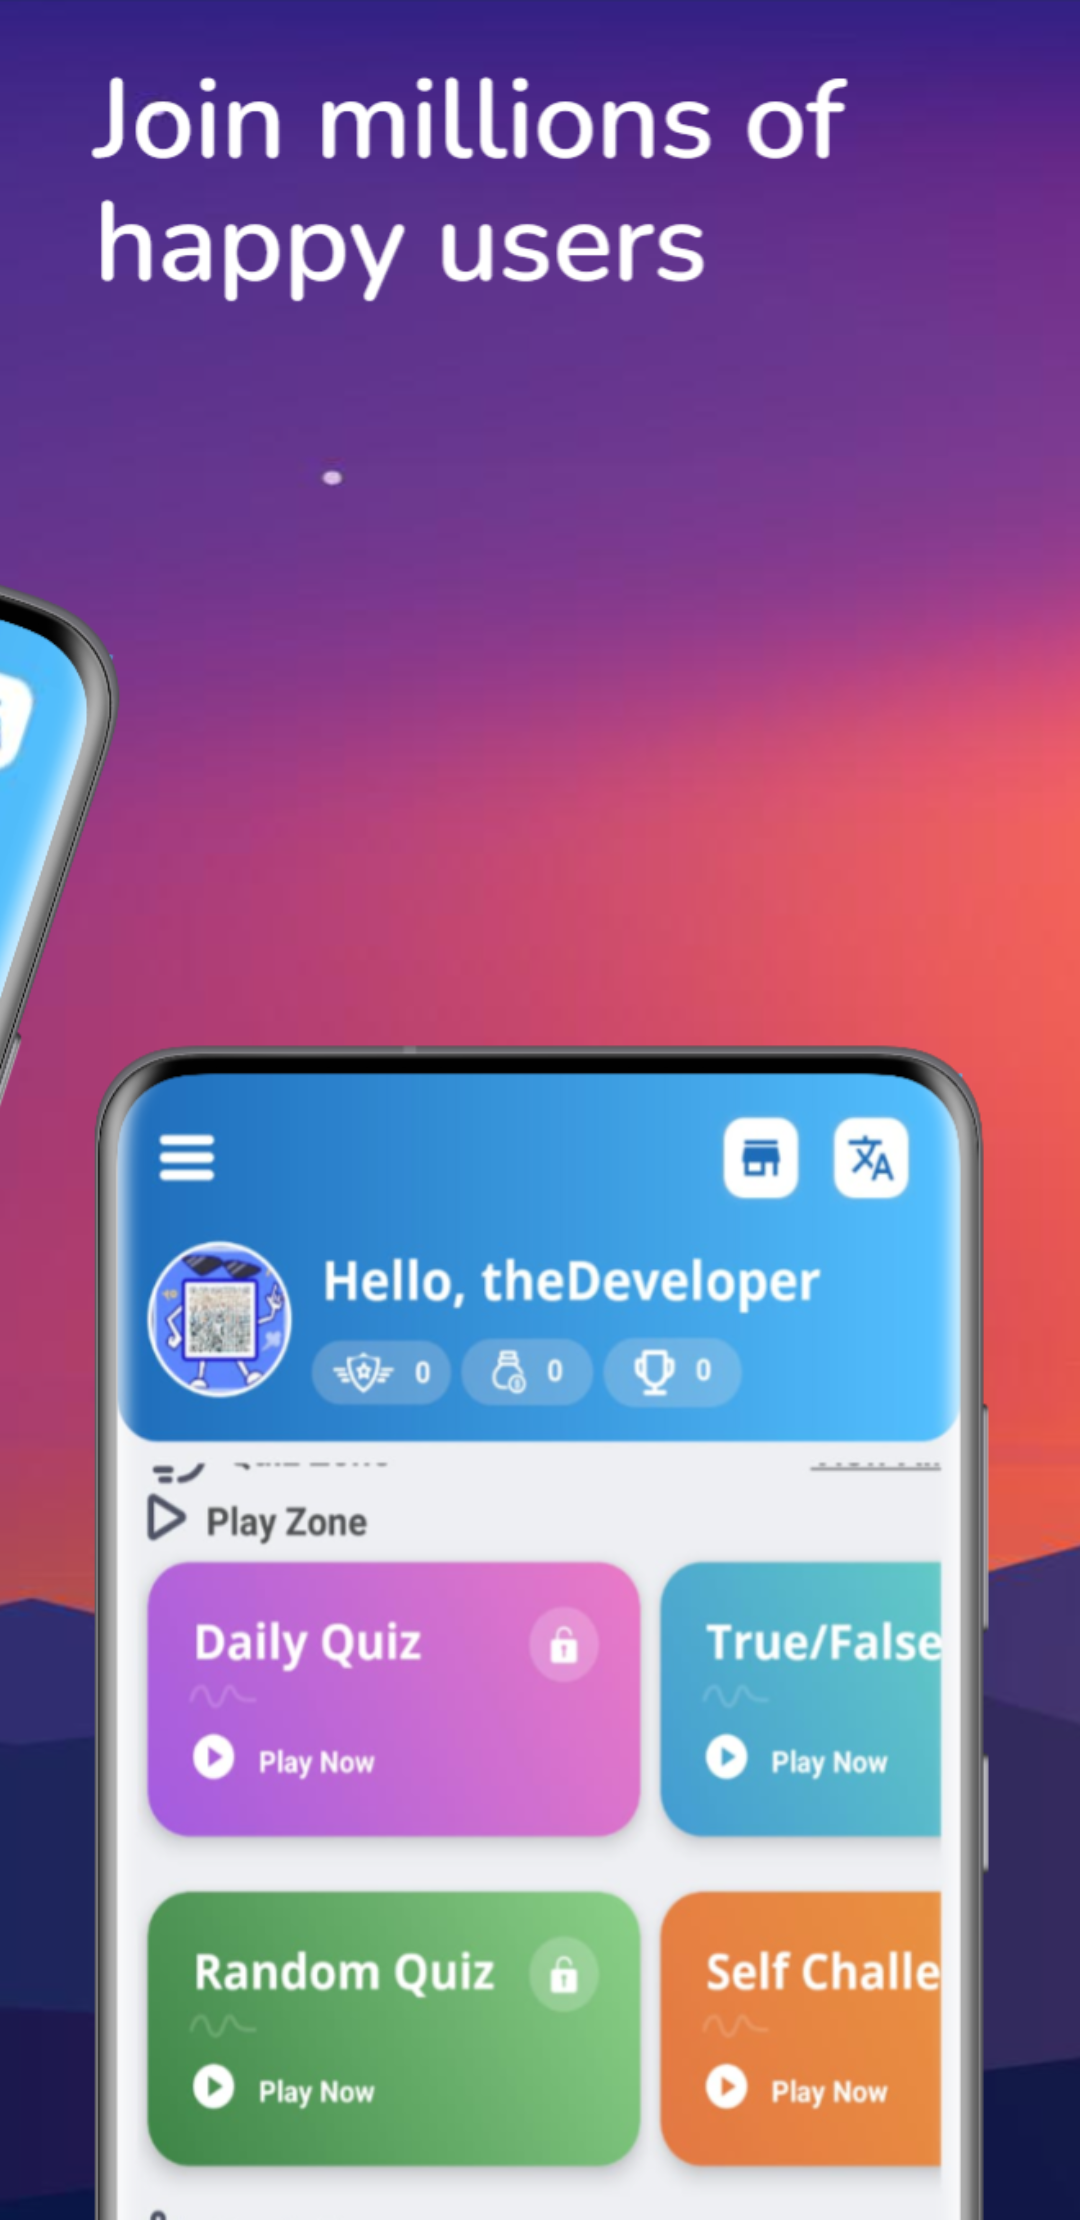 Join millions of
happy users
Hello, theDeveloper
0 0 0
Play Zone
Daily Quiz
True/False
Play Now
Play Now
Random Quiz
Self Challe
Play Now
Play Now